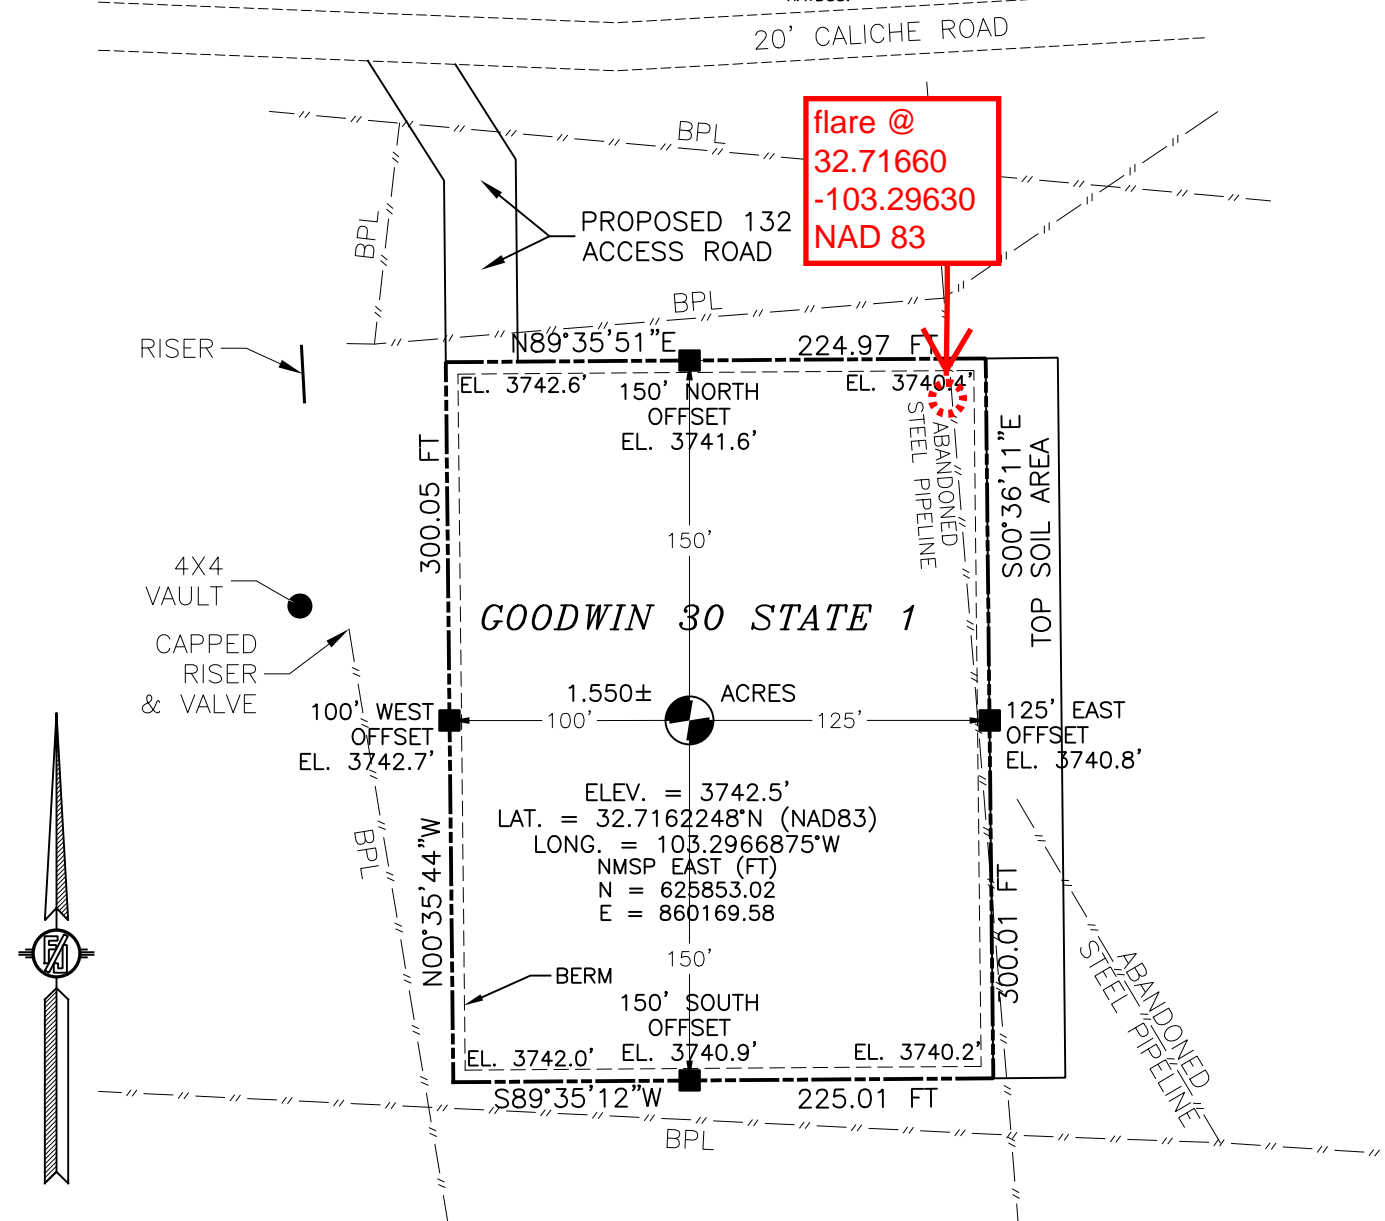 20' CALICHE ROAD
flare @
32.71660
-103.29630
NAD 83
BPL
BPL
PROPOSED 132
ACCESS ROAD
BPL
RISER
N89°35'51"E
224.97 FT
EL. 3742.6'
150' NORTH
OFFSET
EL. 3741.6'
EL. 3740.4'
ABANDONED
STEEL PIPELINE
300.05 FT
S00°36'11"E
TOP SOIL AREA
150'
4X4
VAULT
GOODWIN 30 STATE 1
CAPPED
RISER
& VALVE
1.550± ACRES
100' WEST
OFFSET
EL. 3742.7'
100'
125'
125' EAST
OFFSET
EL. 3740.8'
ELEV. = 3742.5'
LAT. = 32.7162248°N (NAD83)
LONG. = 103.2966875°W
NMSP EAST (FT)
N = 625853.02
E = 860169.58
BPL
N00°35'44"W
300.01 FT
150'
BERM
150' SOUTH
OFFSET
EL. 3742.0'
EL. 3740.9'
EL. 3740.2'
ABANDONED
STEEL PIPELINE
S89°35'12"W
225.01 FT
BPL